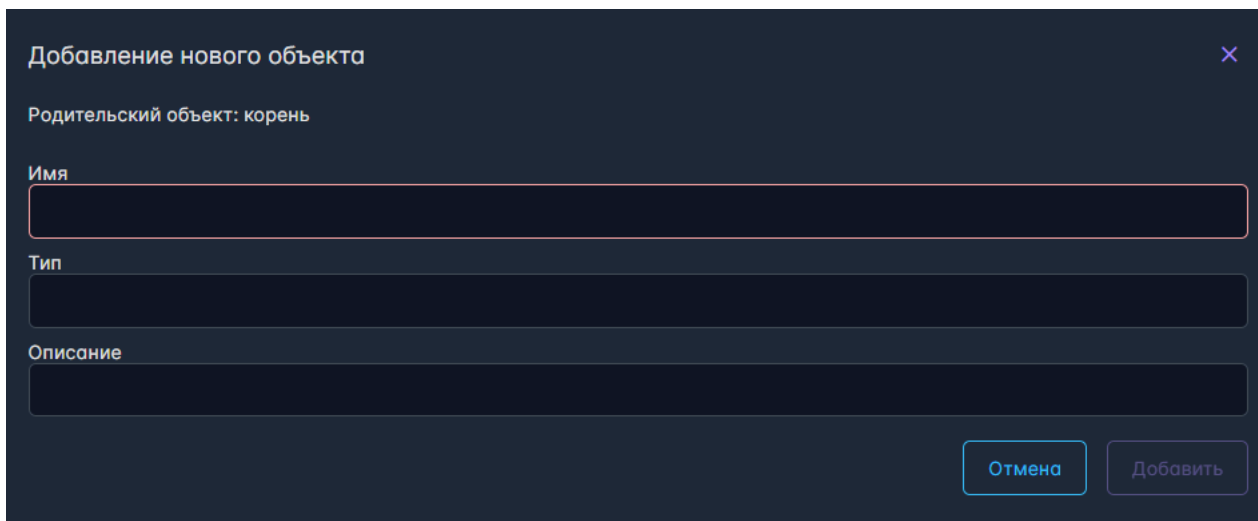 Добавление нового объекта
Родительский объект: корень
Имя
Тип
Описание
Отмена
Добавить